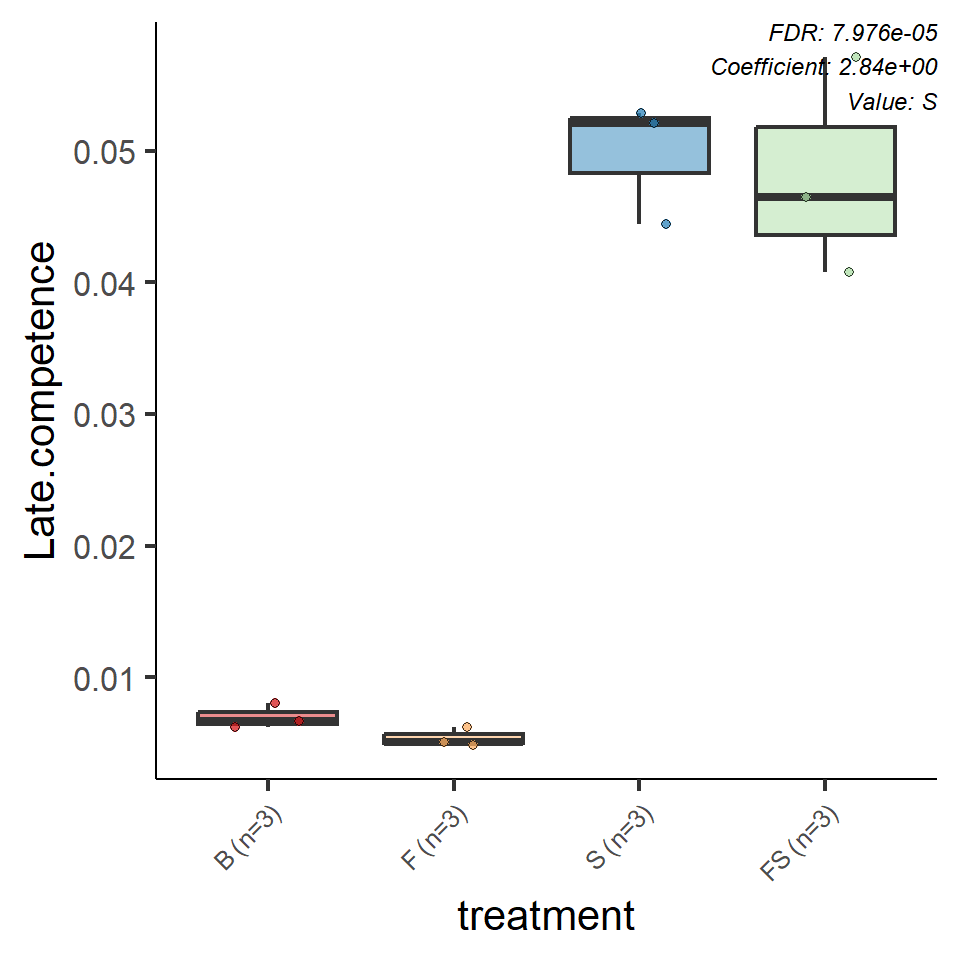 FDR: 7.976e-05
Coefficient: 2.84e+00
Value: S
Late.competence
0.05
0.04
0.03
0.02
0.01
B (n=3)
F (n=3)
S (n=3)
FS (n=3)
treatment